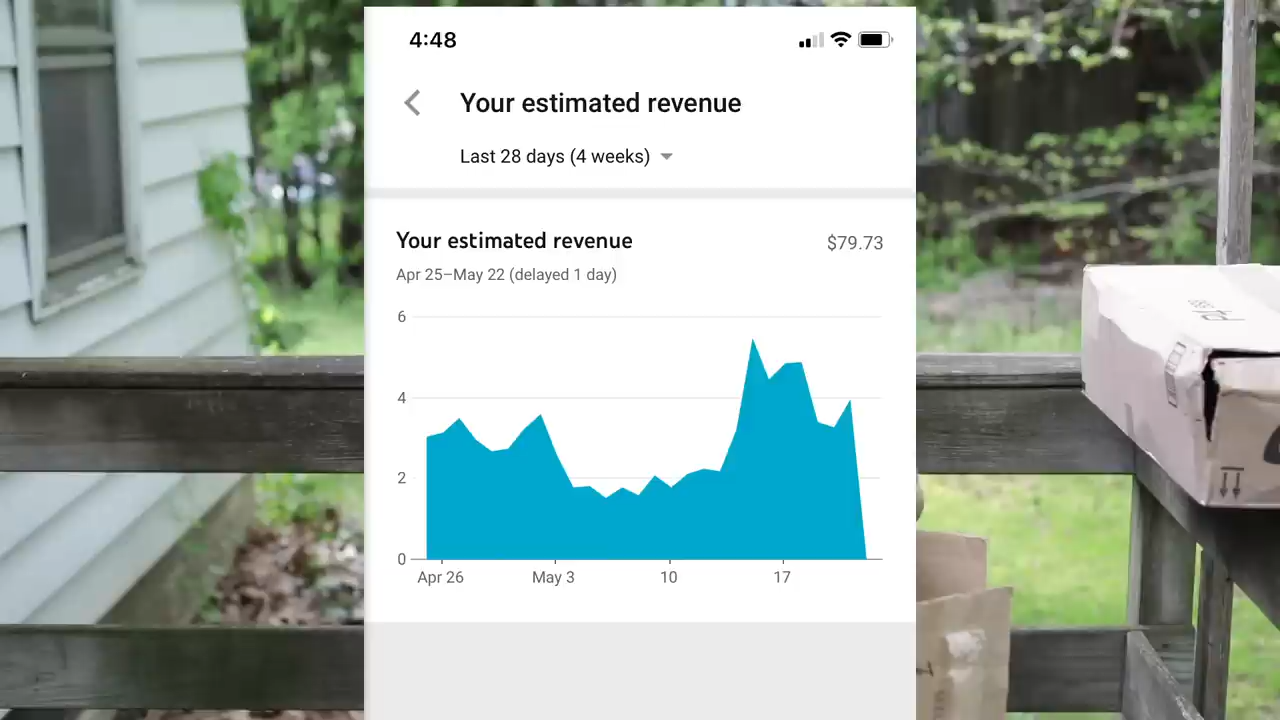 4:48
Your estimated revenue
Last 28 days (4 weeks)
Your estimated revenue
$79.73
Apr 25–May 22 (delayed 1 day)
6
4
2
0
Apr 26
May 3
10
17